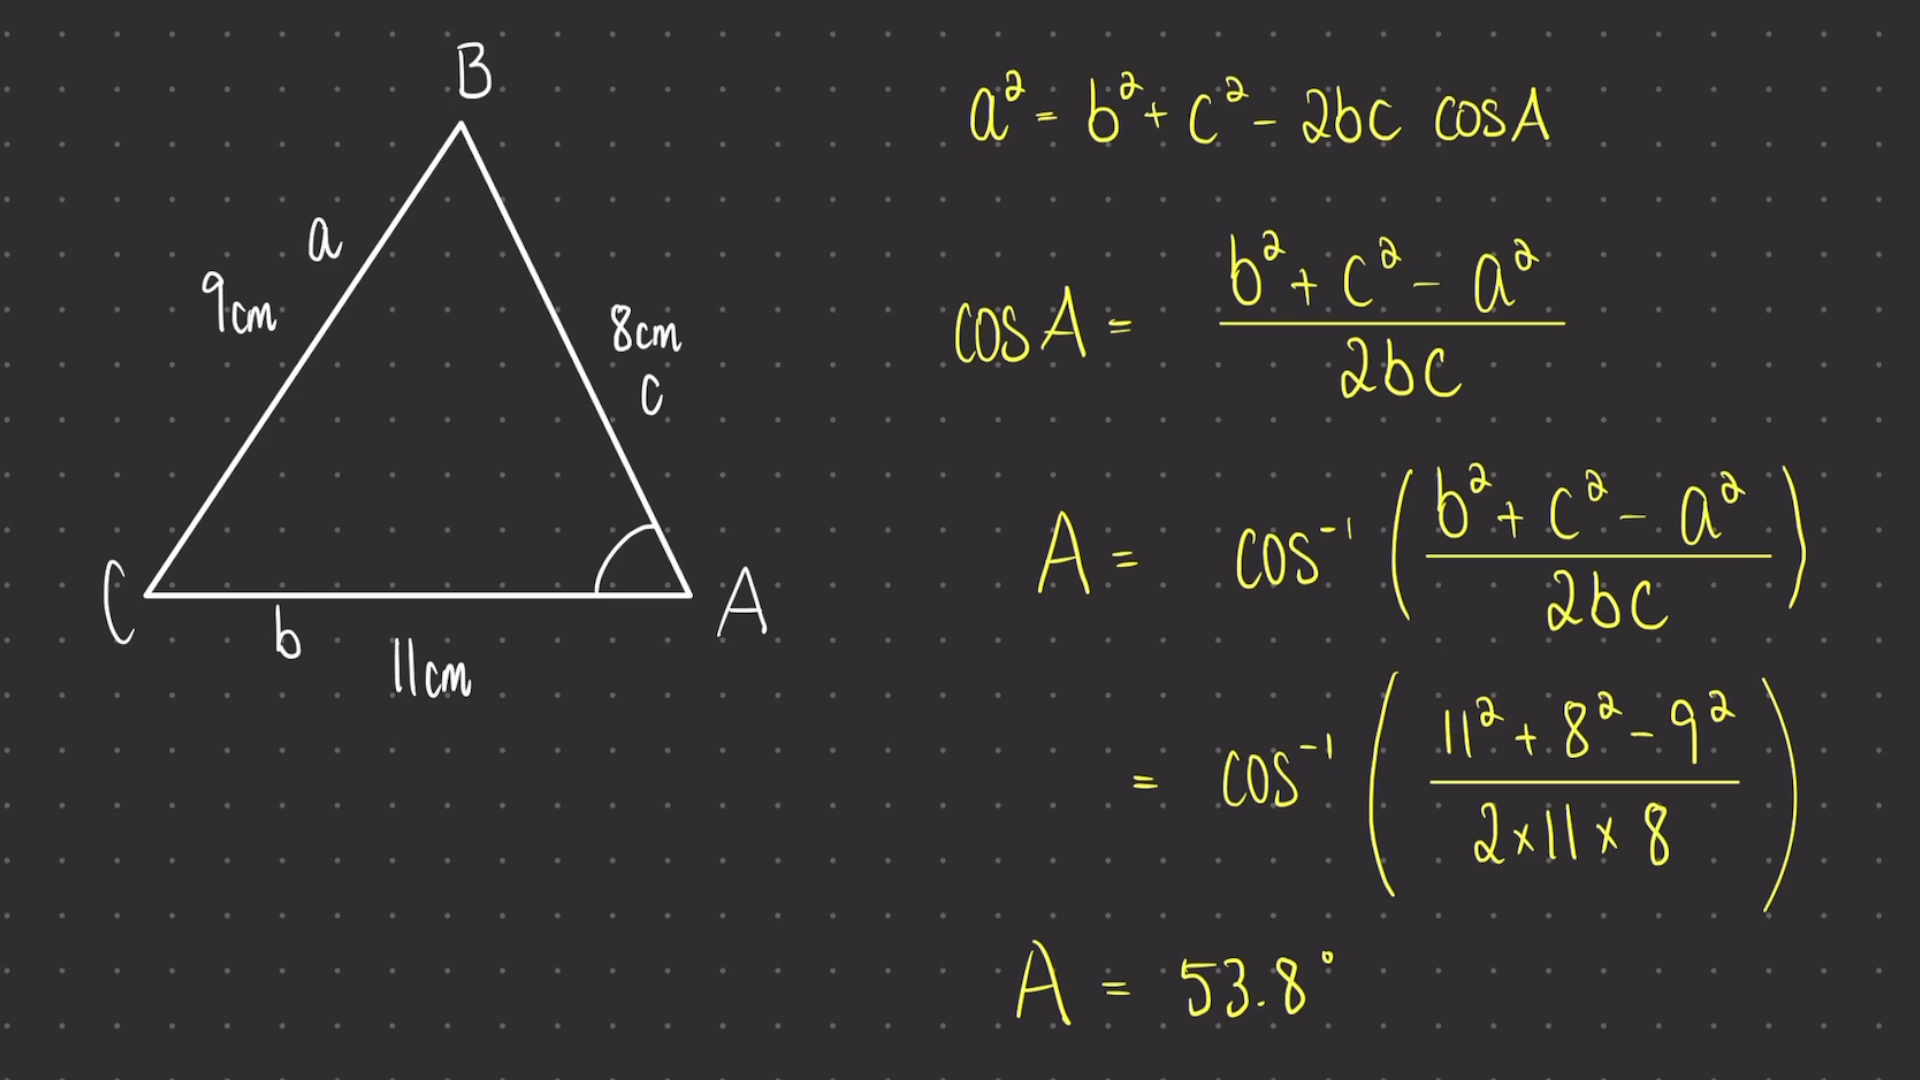 B
a
9cm
8cm
c
C
A
b
11cm
a² = b² + c² - 2bc cosA
cosA = (b² + c² - a²) / 2bc
A = cos⁻¹ ((b² + c² - a²) / 2bc)
= cos⁻¹ ((11² + 8² - 9²) / 2×11×8)
A = 53.8°